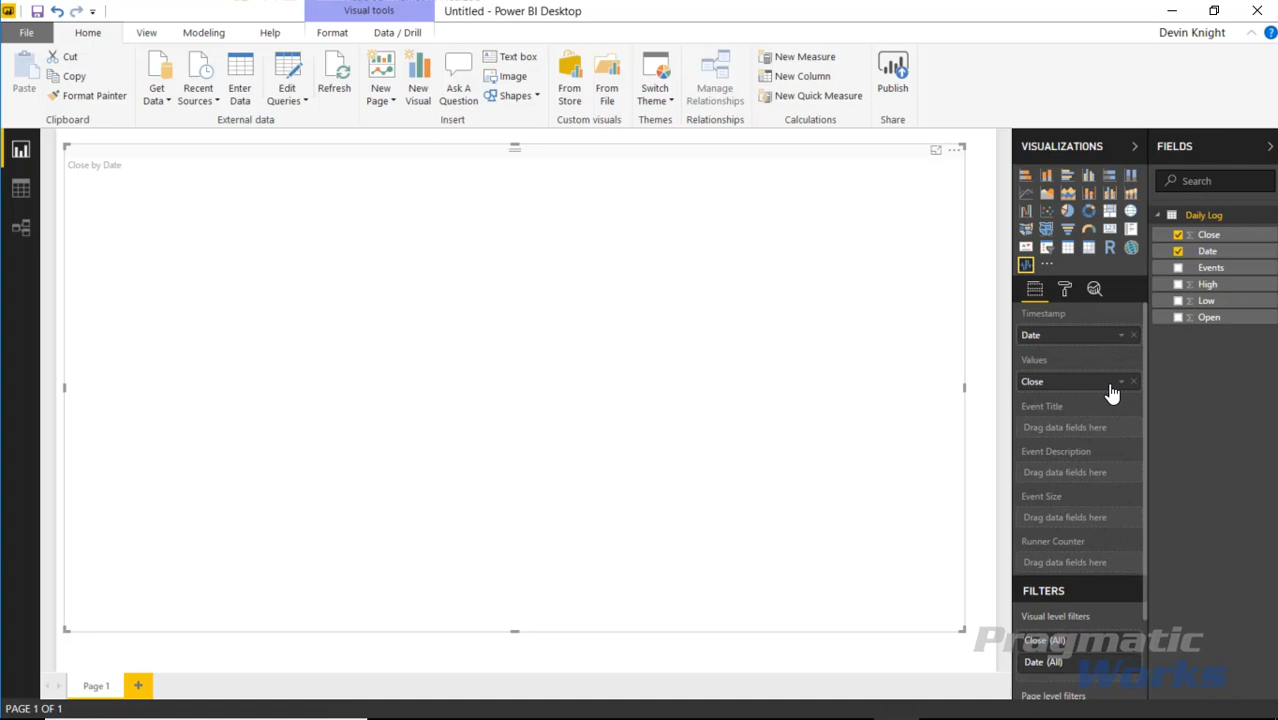 Visual tools
Untitled - Power BI Desktop
File
Home
View
Modeling
Help
Format
Data / Drill
Devin Knight
Paste
Cut
Copy
Format Painter
Clipboard
Get Data
Recent Sources
Enter Data
Edit Queries
Refresh
External data
New Page
New Visual
Ask A Question
Text box
Image
Shapes
Insert
From Store
From File
Custom visuals
Switch Theme
Themes
Manage Relationships
Relationships
New Measure
New Column
New Quick Measure
Calculations
Publish
Share
Close by Date
VISUALIZATIONS
R
Timestamp
Date
Values
Close
Event Title
Drag data fields here
Event Description
Drag data fields here
Event Size
Drag data fields here
Runner Counter
Drag data fields here
FILTERS
Visual level filters
Close (All)
Date (All)
Page level filters
FIELDS
Search
Daily Log
Close
Date
Events
High
Low
Open
Pragmatic
Works
Page 1
PAGE 1 OF 1